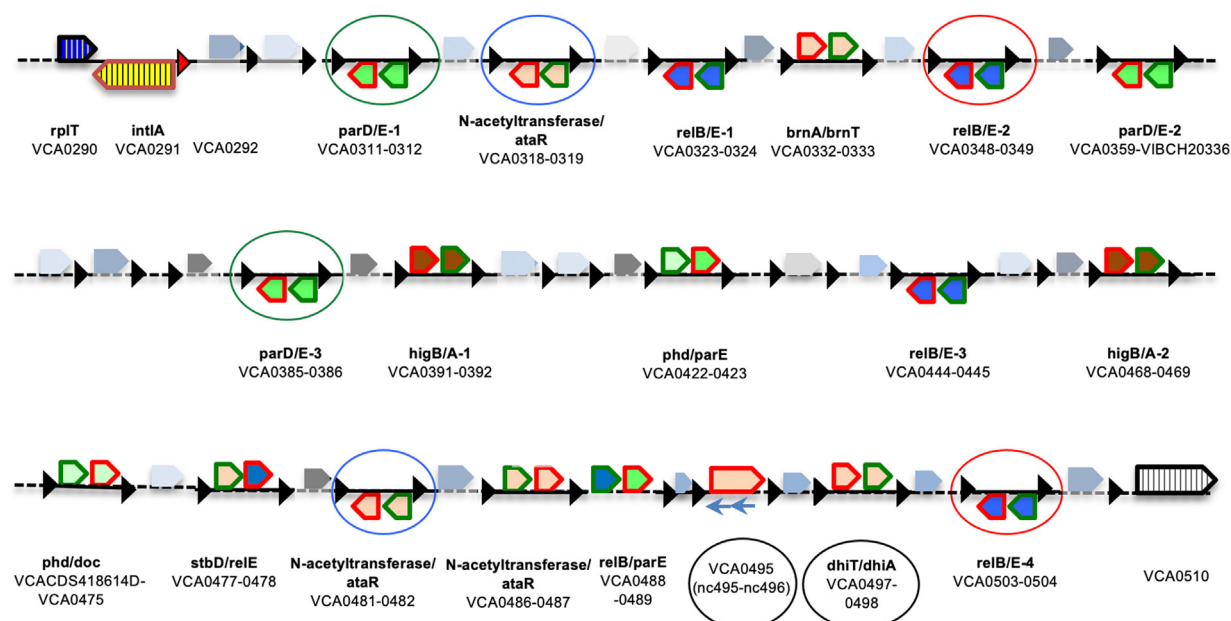 rplT
VCA0290
intIA
VCA0291
VCA0292
parD/E-1
VCA0311-0312
N-acetyltransferase/
ataR
VCA0318-0319
relB/E-1
VCA0323-0324
brnA/brnT
VCA0332-0333
relB/E-2
VCA0348-0349
parD/E-2
VCA0359-VIBCH20336
parD/E-3
VCA0385-0386
higB/A-1
VCA0391-0392
phd/parE
VCA0422-0423
relB/E-3
VCA0444-0445
higB/A-2
VCA0468-0469
phd/doc
VCACDS418614D-
VCA0475
stbD/relE
VCA0477-0478
N-acetyltransferase/
ataR
VCA0481-0482
N-acetyltransferase/
ataR
VCA0486-0487
relB/parE
VCA0488
-0489
VCA0495
(nc495-nc496)
dhiT/dhiA
VCA0497-
0498
relB/E-4
VCA0503-0504
VCA0510